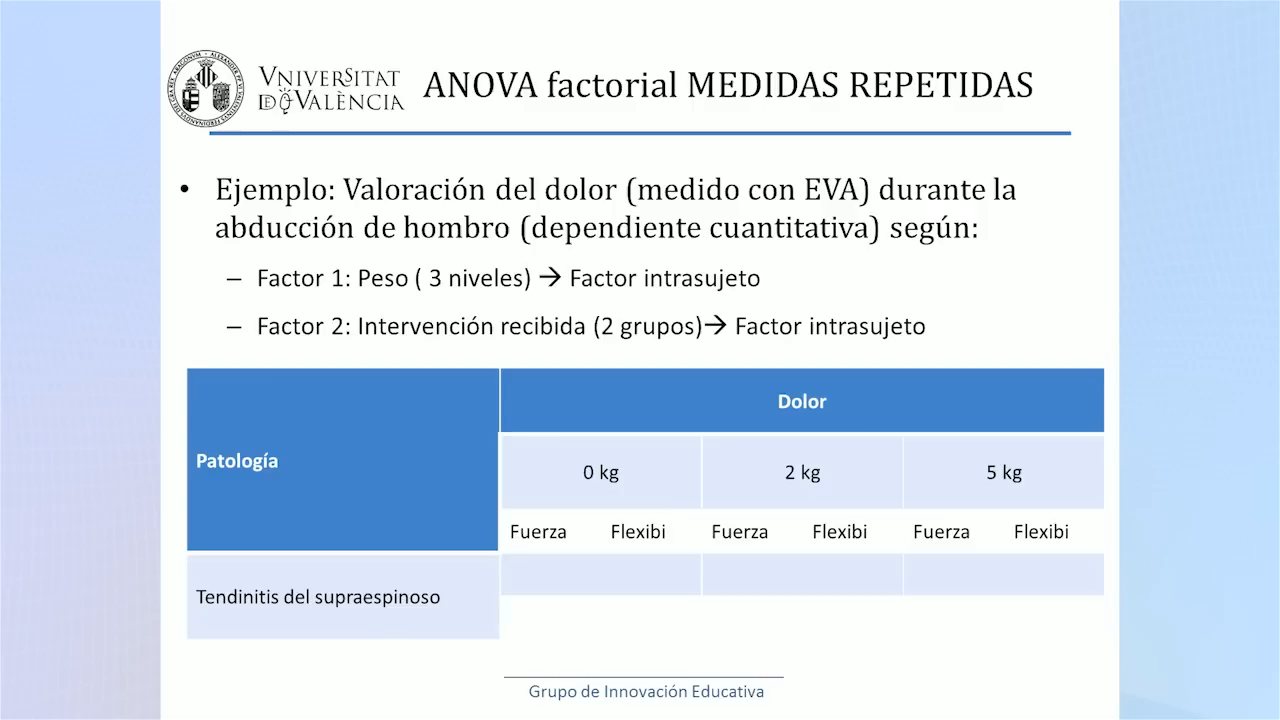 VNIVERSITAT
DE VALÈNCIA
ANOVA factorial MEDIDAS REPETIDAS
• Ejemplo: Valoración del dolor (medido con EVA) durante la
abducción de hombro (dependiente cuantitativa) según:
– Factor 1: Peso ( 3 niveles) → Factor intrasujeto
– Factor 2: Intervención recibida (2 grupos)→ Factor intrasujeto
Patología
Dolor
0 kg 2 kg 5 kg
Fuerza Flexibi Fuerza Flexibi Fuerza Flexibi
Tendinitis del supraespinoso
Grupo de Innovación Educativa